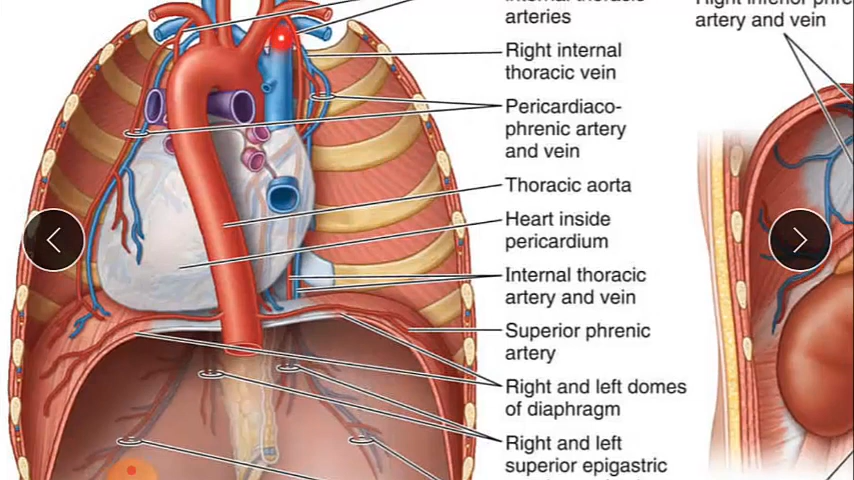 arteries
Right internal
thoracic vein
Pericardiaco-
phrenic artery
and vein
Thoracic aorta
Heart inside
pericardium
Internal thoracic
artery and vein
Superior phrenic
artery
Right and left domes
of diaphragm
Right and left
superior epigastric
artery and vein